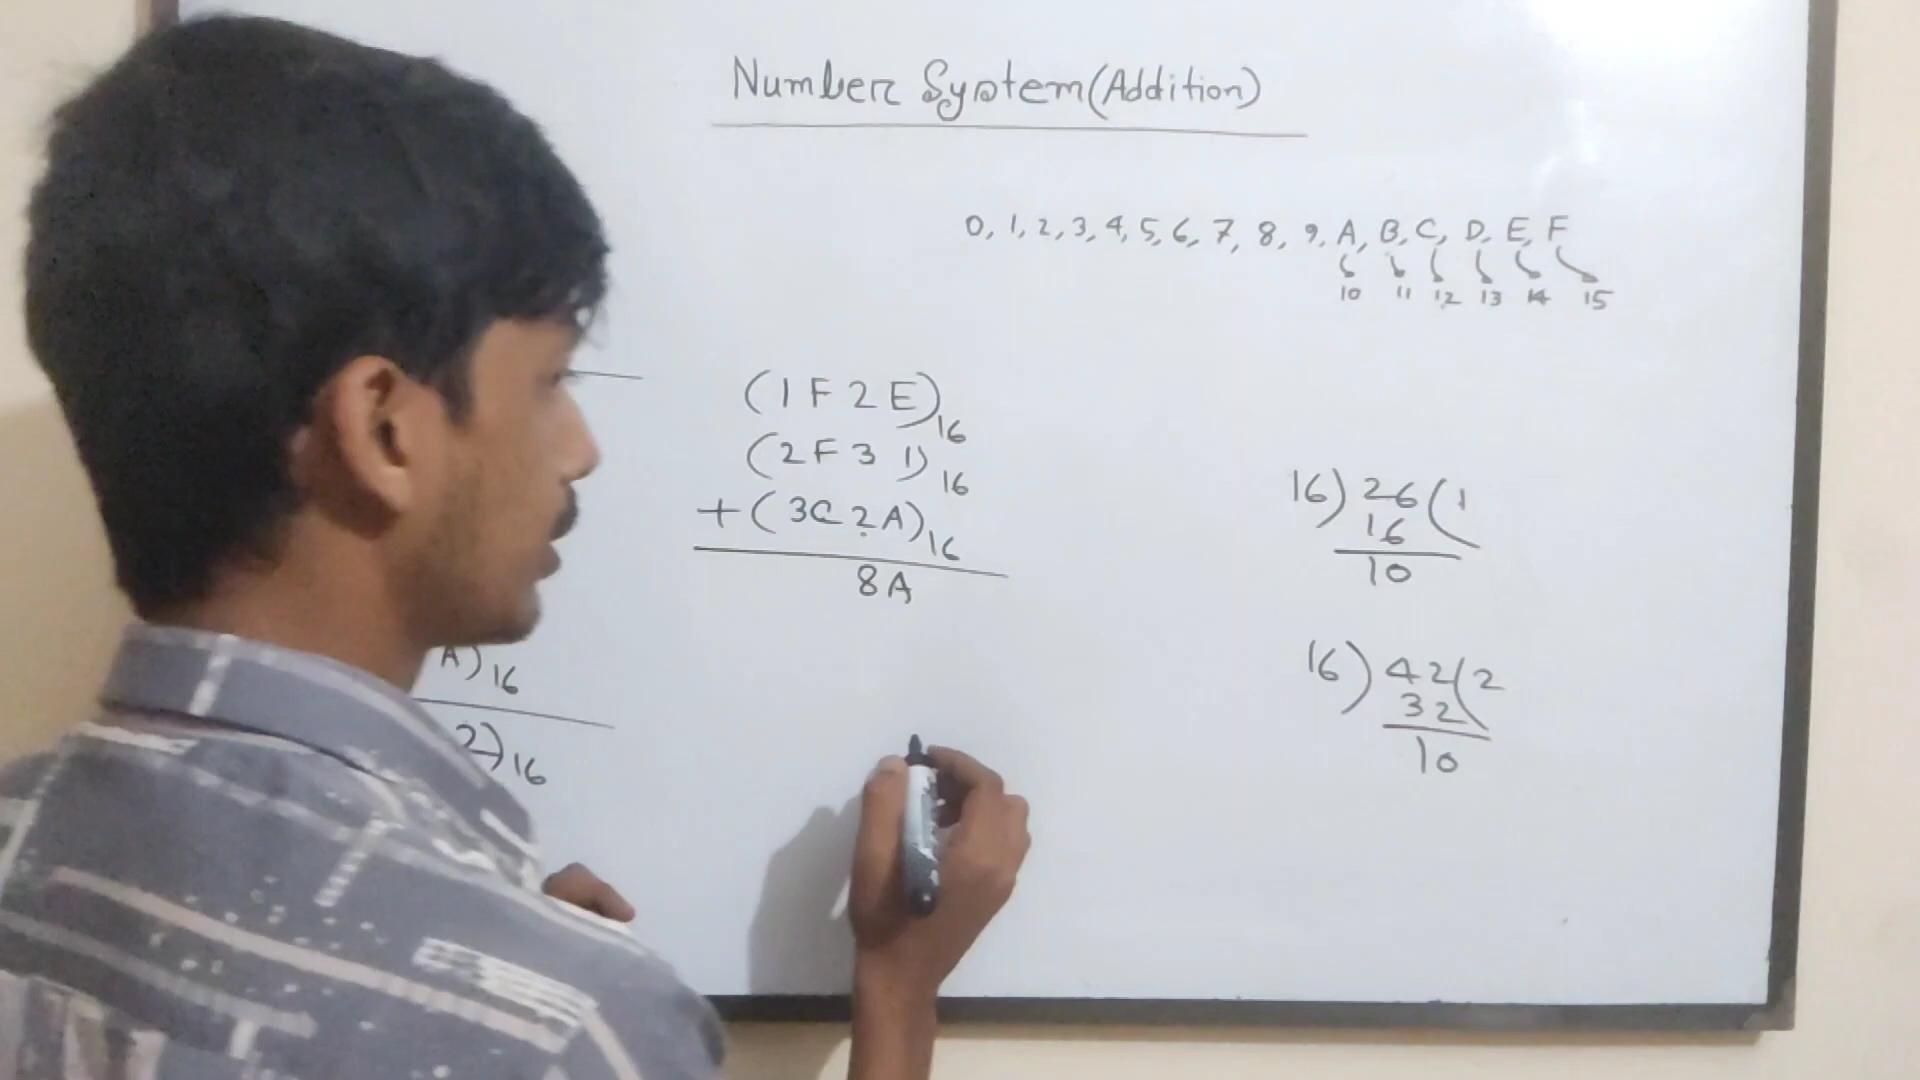 Number System(Addition)
0, 1, 2, 3, 4, 5, 6, 7, 8, 9, A, B, C, D, E, F
10 11 12 13 14 15
(1F2E)16
(2F31)16
+(3C2A)16
8A
A)16
2)16
16)26(1
16
10
16)42(2
32
10